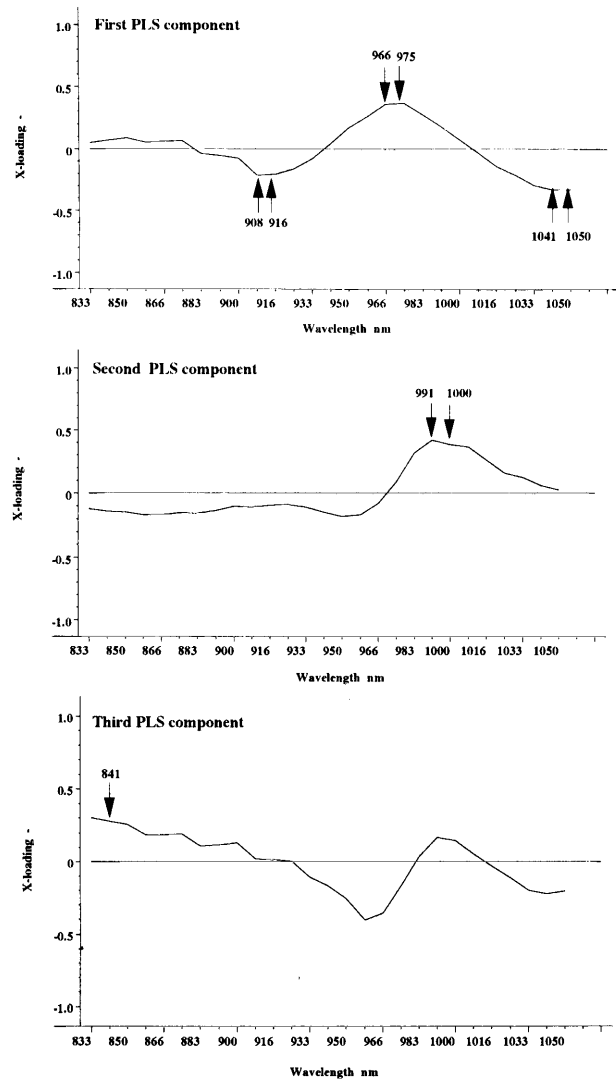 First PLS component
1.0
966 975
0.5
0
-0.5
908 916
1041 1050
-1.0
X-loading -
833 850 866 883 900 916 933 950 966 983 1000 1016 1033 1050
Wavelength nm
Second PLS component
1.0
991 1000
0.5
0
-0.5
-1.0
X-loading -
833 850 866 883 900 916 933 950 966 983 1000 1016 1033 1050
Wavelength nm
Third PLS component
1.0
841
0.5
0
-0.5
-1.0
X-loading -
833 850 866 883 900 916 933 950 966 983 1000 1016 1033 1050
Wavelength nm